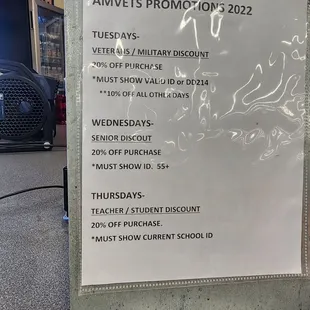 AMVETS PROMOTIONS 2022
TUESDAYS-
VETERANS / MILITARY DISCOUNT
20% OFF PURCHASE
*MUST SHOW VALID ID or DD214
**10% OFF ALL OTHER DAYS
WEDNESDAYS-
SENIOR DISCOUT
20% OFF PURCHASE
*MUST SHOW ID. 55+
THURSDAYS-
TEACHER / STUDENT DISCOUNT
20% OFF PURCHASE.
*MUST SHOW CURRENT SCHOOL ID